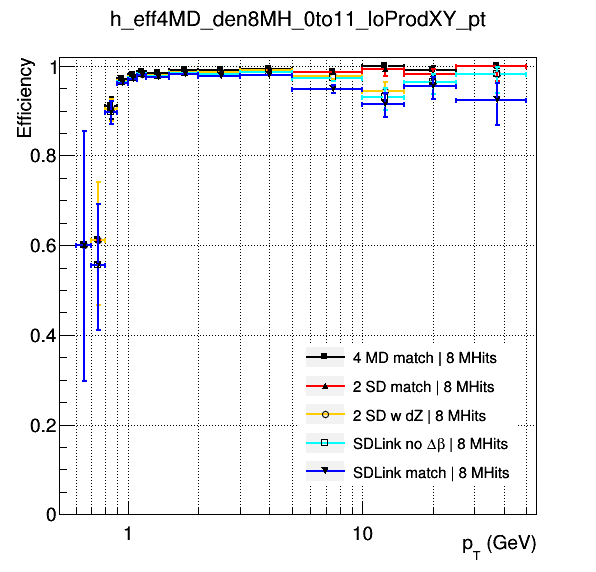 h_eff4MD_den8MH_0to11_loProdXY_pt
Efficiency
1
0.8
0.6
0.4
0.2
0
4 MD match | 8 MHits
2 SD match | 8 MHits
2 SD w dZ | 8 MHits
SDLink no Δβ | 8 MHits
SDLink match | 8 MHits
1 10
p_T (GeV)